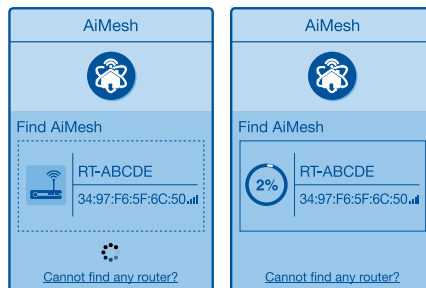 AiMesh
Find AiMesh
RT-ABCDE
34:97:F6:5F:6C:50
Cannot find any router?
AiMesh
Find AiMesh
2%
RT-ABCDE
34:97:F6:5F:6C:50
Cannot find any router?